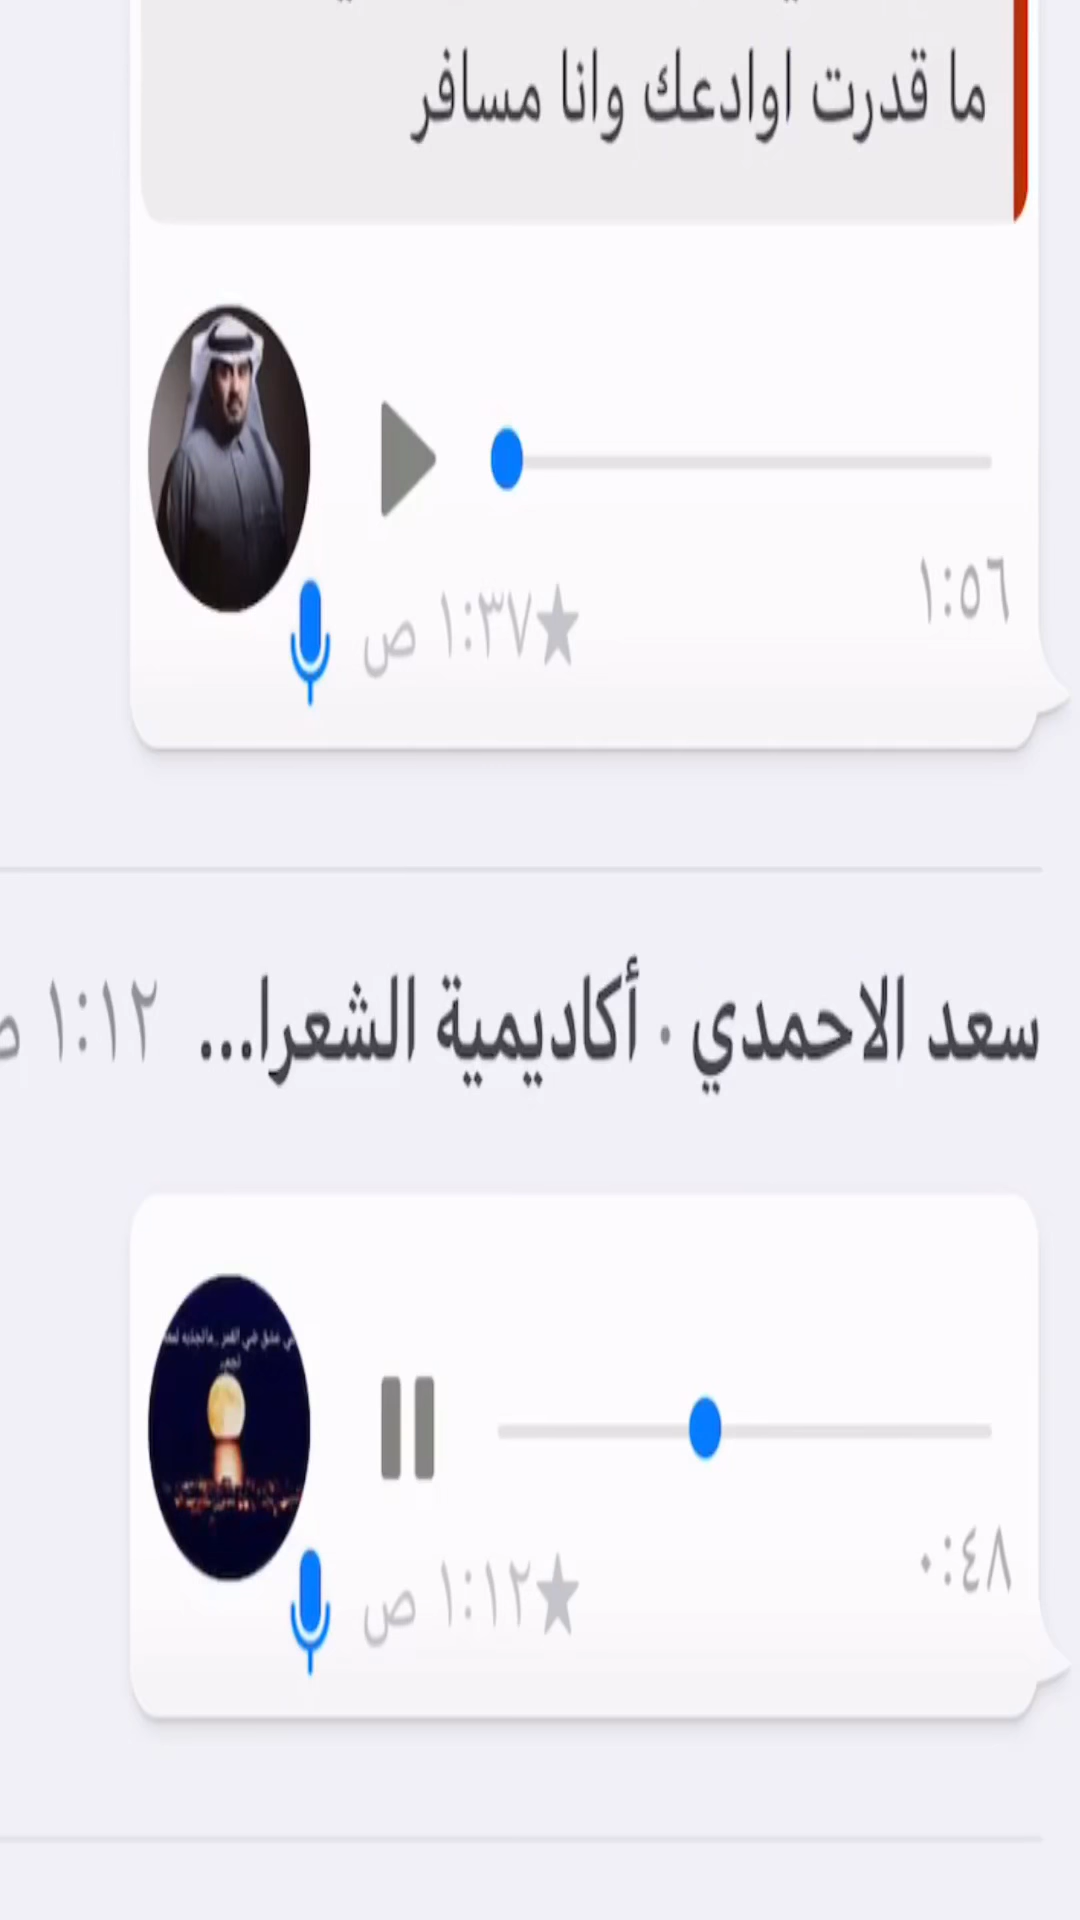 ما قدرت اوادعك وانا مسافر
١:٥٦
★١:٣٧ ص
سعد الاحمدي · أكاديمية الشعرا... ١:١٢ ص
٠:٤٨
★١:١٢ ص